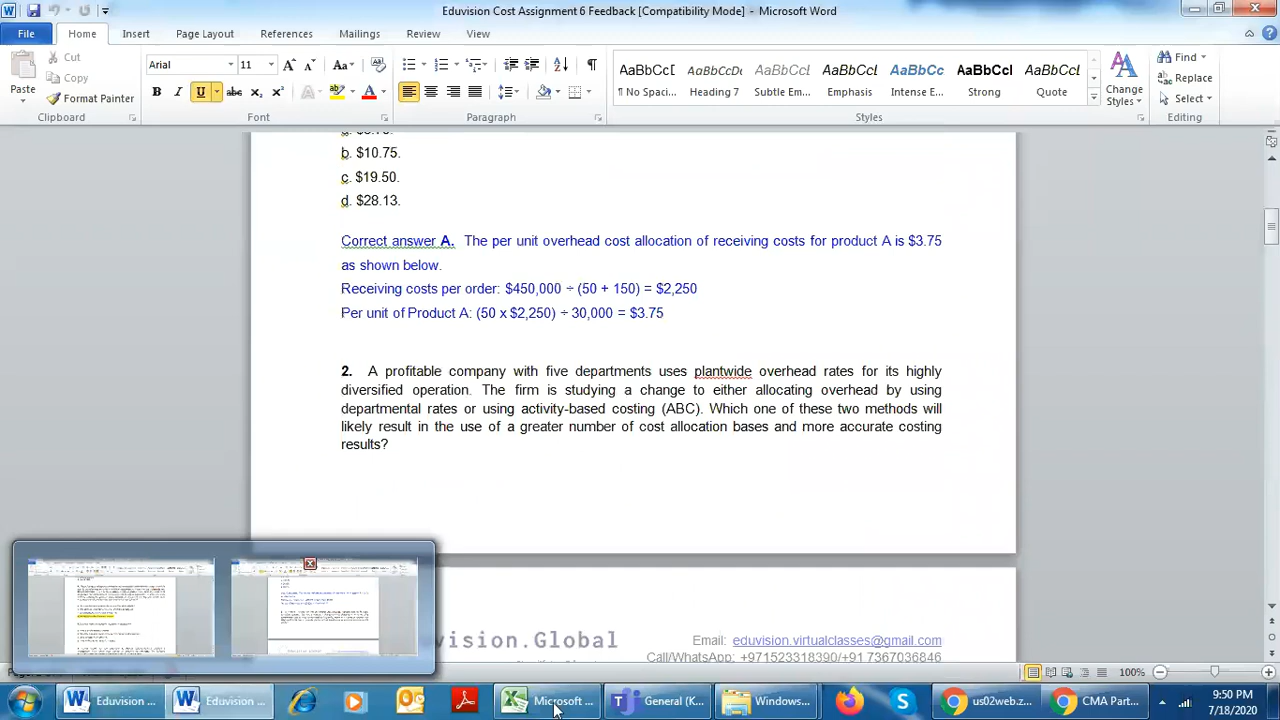 Eduvision Cost Assignment 6 Feedback [Compatibility Mode] - Microsoft Word
File Home Insert Page Layout References Mailings Review View
Cut
Copy
Format Painter
Paste
Clipboard
Arial 11
Font
Paragraph
AaBbCcD AaBbCcDc AaBbCcD AaBbCcD AaBbCc AaBbCcI AaBbCcD
¶ No Spaci... Heading 7 Subtle Em... Emphasis Intense E... Strong Quote
Styles
Change Styles
Find
Replace
Select
Editing
b. $10.75.
c. $19.50.
d. $28.13.
Correct answer A. The per unit overhead cost allocation of receiving costs for product A is $3.75
as shown below.
Receiving costs per order: $450,000 ÷ (50 + 150) = $2,250
Per unit of Product A: (50 x $2,250) ÷ 30,000 = $3.75
2. A profitable company with five departments uses plantwide overhead rates for its highly
diversified operation. The firm is studying a change to either allocating overhead by using
departmental rates or using activity-based costing (ABC). Which one of these two methods will
likely result in the use of a greater number of cost allocation bases and more accurate costing
results?
Email: eduvision.virtualclasses@gmail.com
Call/WhatsApp: +971523318390/+91 7367036846
100%
Eduvision ... Eduvision ... Microsoft ... General (K... Windows... us02web.z... CMA Part...
9:50 PM
7/18/2020